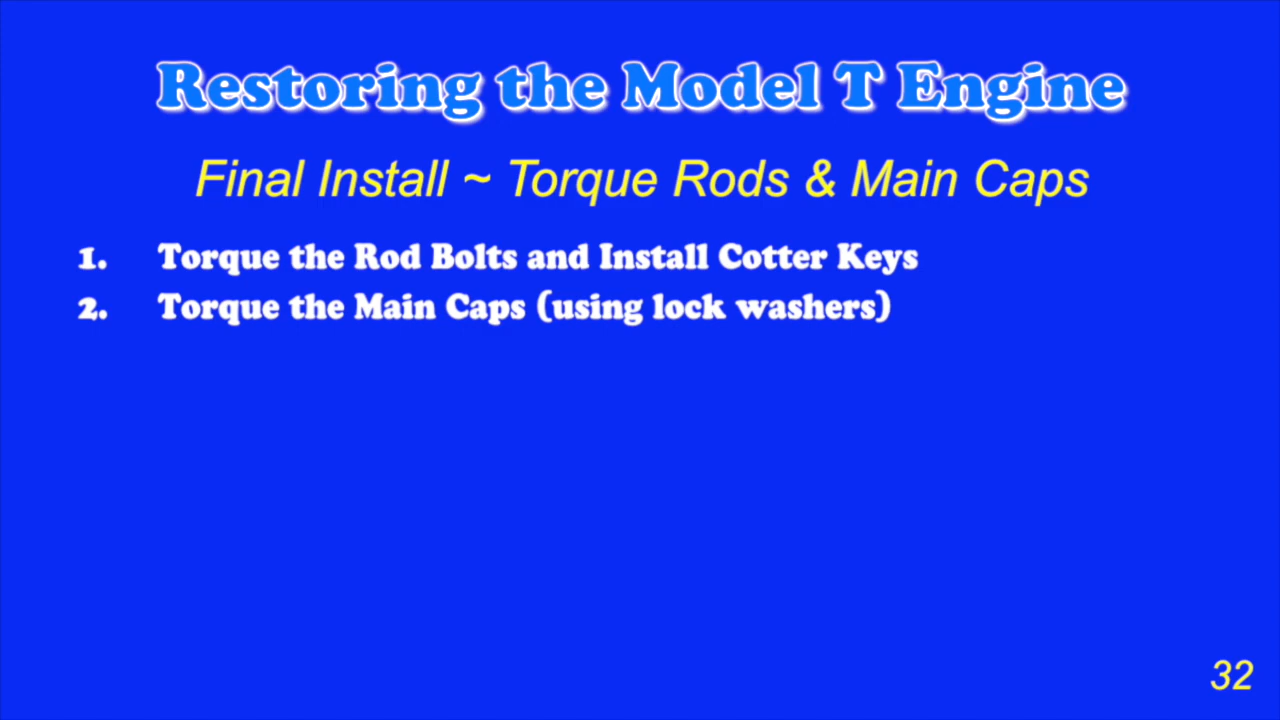 Restoring the Model T Engine
Final Install ~ Torque Rods & Main Caps
1. Torque the Rod Bolts and Install Cotter Keys
2. Torque the Main Caps (using lock washers)
32